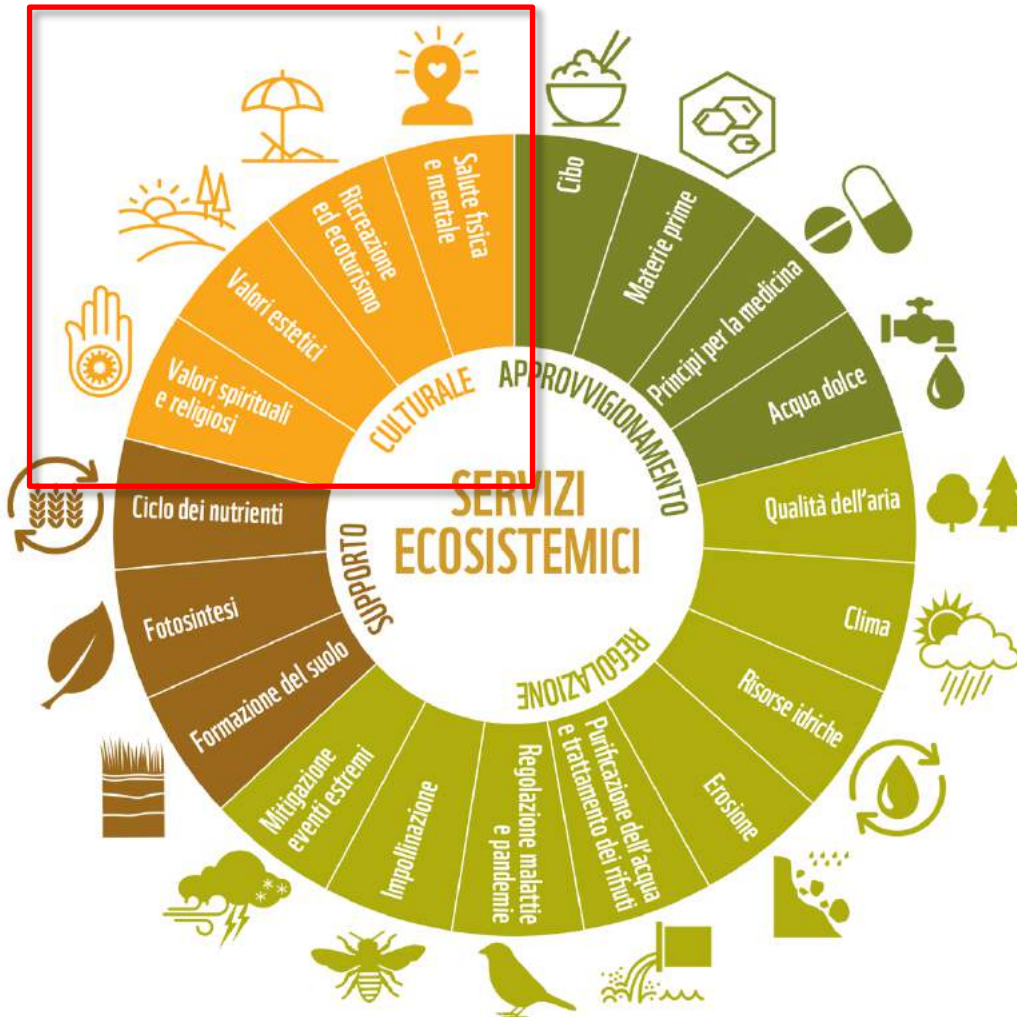 SERVIZI
ECOSISTEMICI
CULTURALE
Valori spirituali
e religiosi
Valori estetici
Ricreazione
ed ecoturismo
Salute fisica
e mentale
APPROVVIGIONAMENTO
Cibo
Materie prime
Principi per la medicina
Acqua dolce
REGOLAZIONE
Qualità dell'aria
Clima
Risorse idriche
Erosione
Purificazione dell'acqua
e trattamento dei rifiuti
Regolazione malattie
e pandemie
Impollinazione
Mitigazione
eventi estremi
SUPPORTO
Formazione del suolo
Fotosintesi
Ciclo dei nutrienti